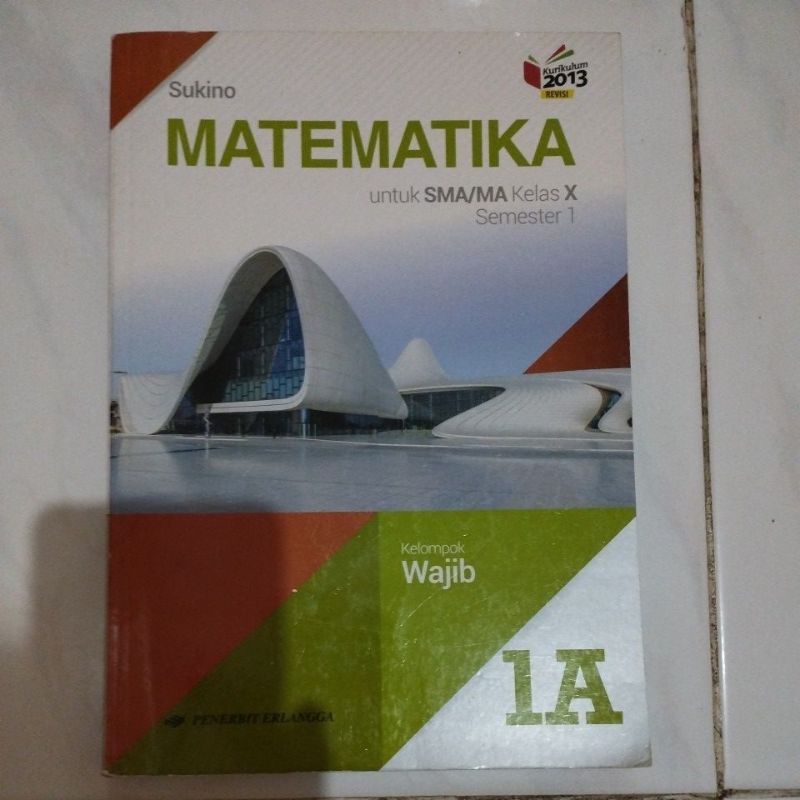 Sukino
Kurikulum
2013
REVISI
MATEMATIKA
untuk SMA/MA Kelas X
Semester 1
Kelompok
Wajib
1A
PENERBIT ERLANGGA